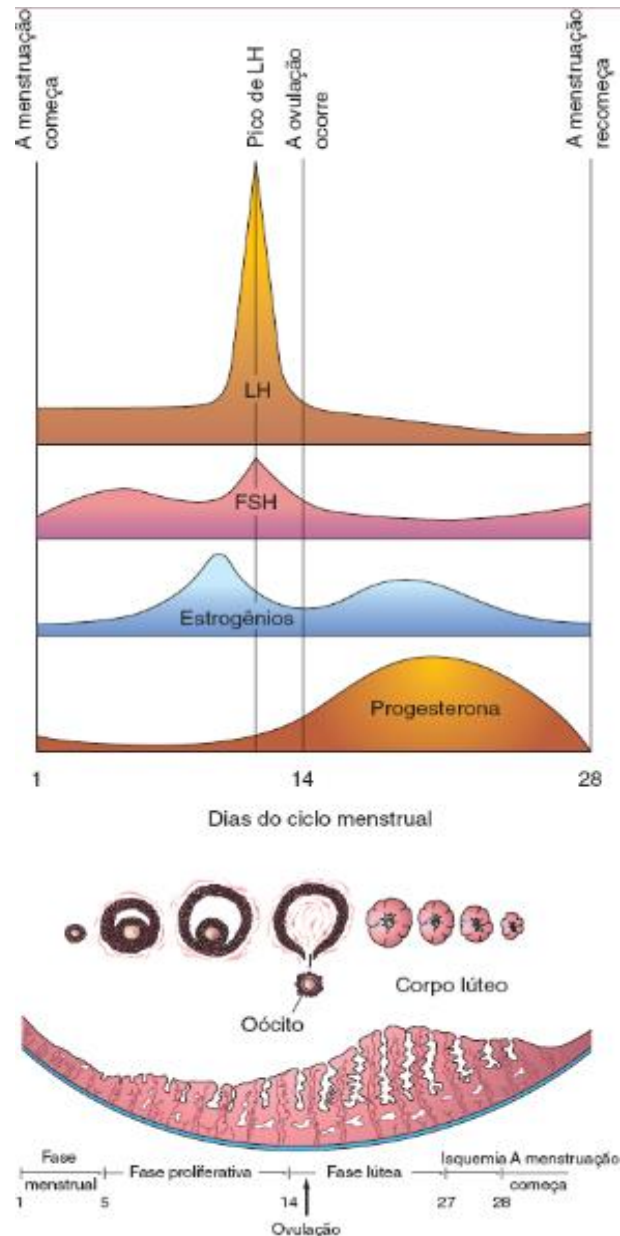 A menstruação
começa
Pico de LH
A ovulação
ocorre
A menstruação
recomeça
LH
FSH
Estrogênios
Progesterona
1
14
28
Dias do ciclo menstrual
Corpo lúteo
Oócito
Fase
menstrual
Fase proliferativa
Fase lútea
Isquemia
A menstruação
começa
1
5
14
27
28
Ovulação